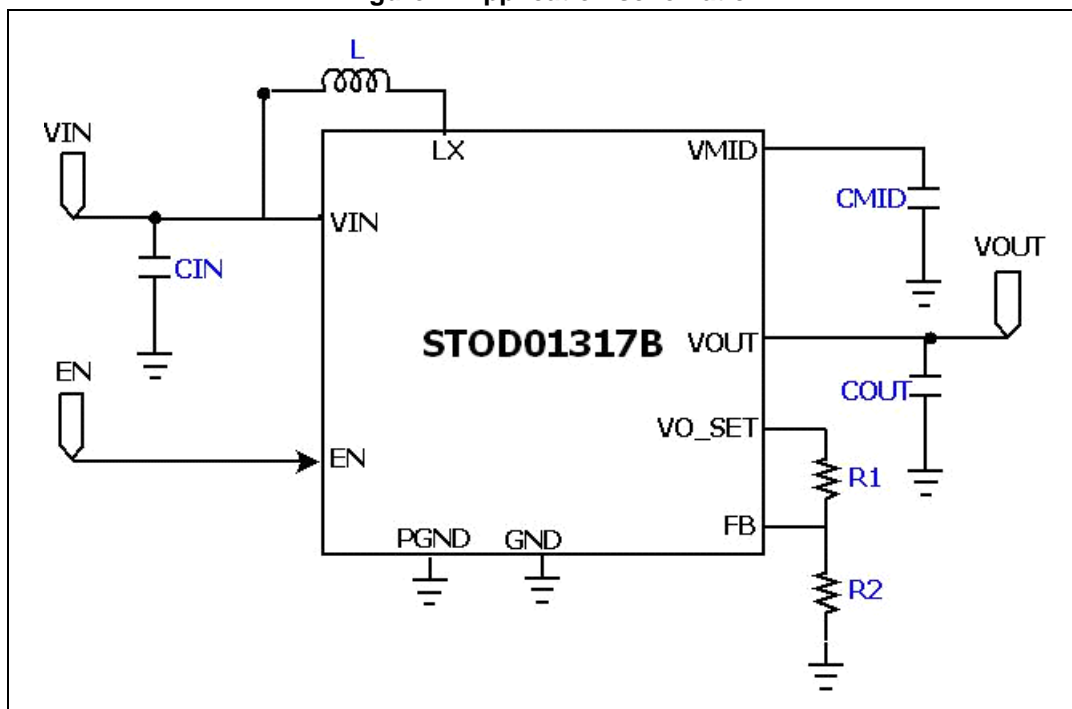 L
VIN
LX
VMID
CMID
VIN
CIN
VOUT
STOD01317B
VOUT
EN
COUT
VO_SET
EN
R1
FB
PGND
GND
R2